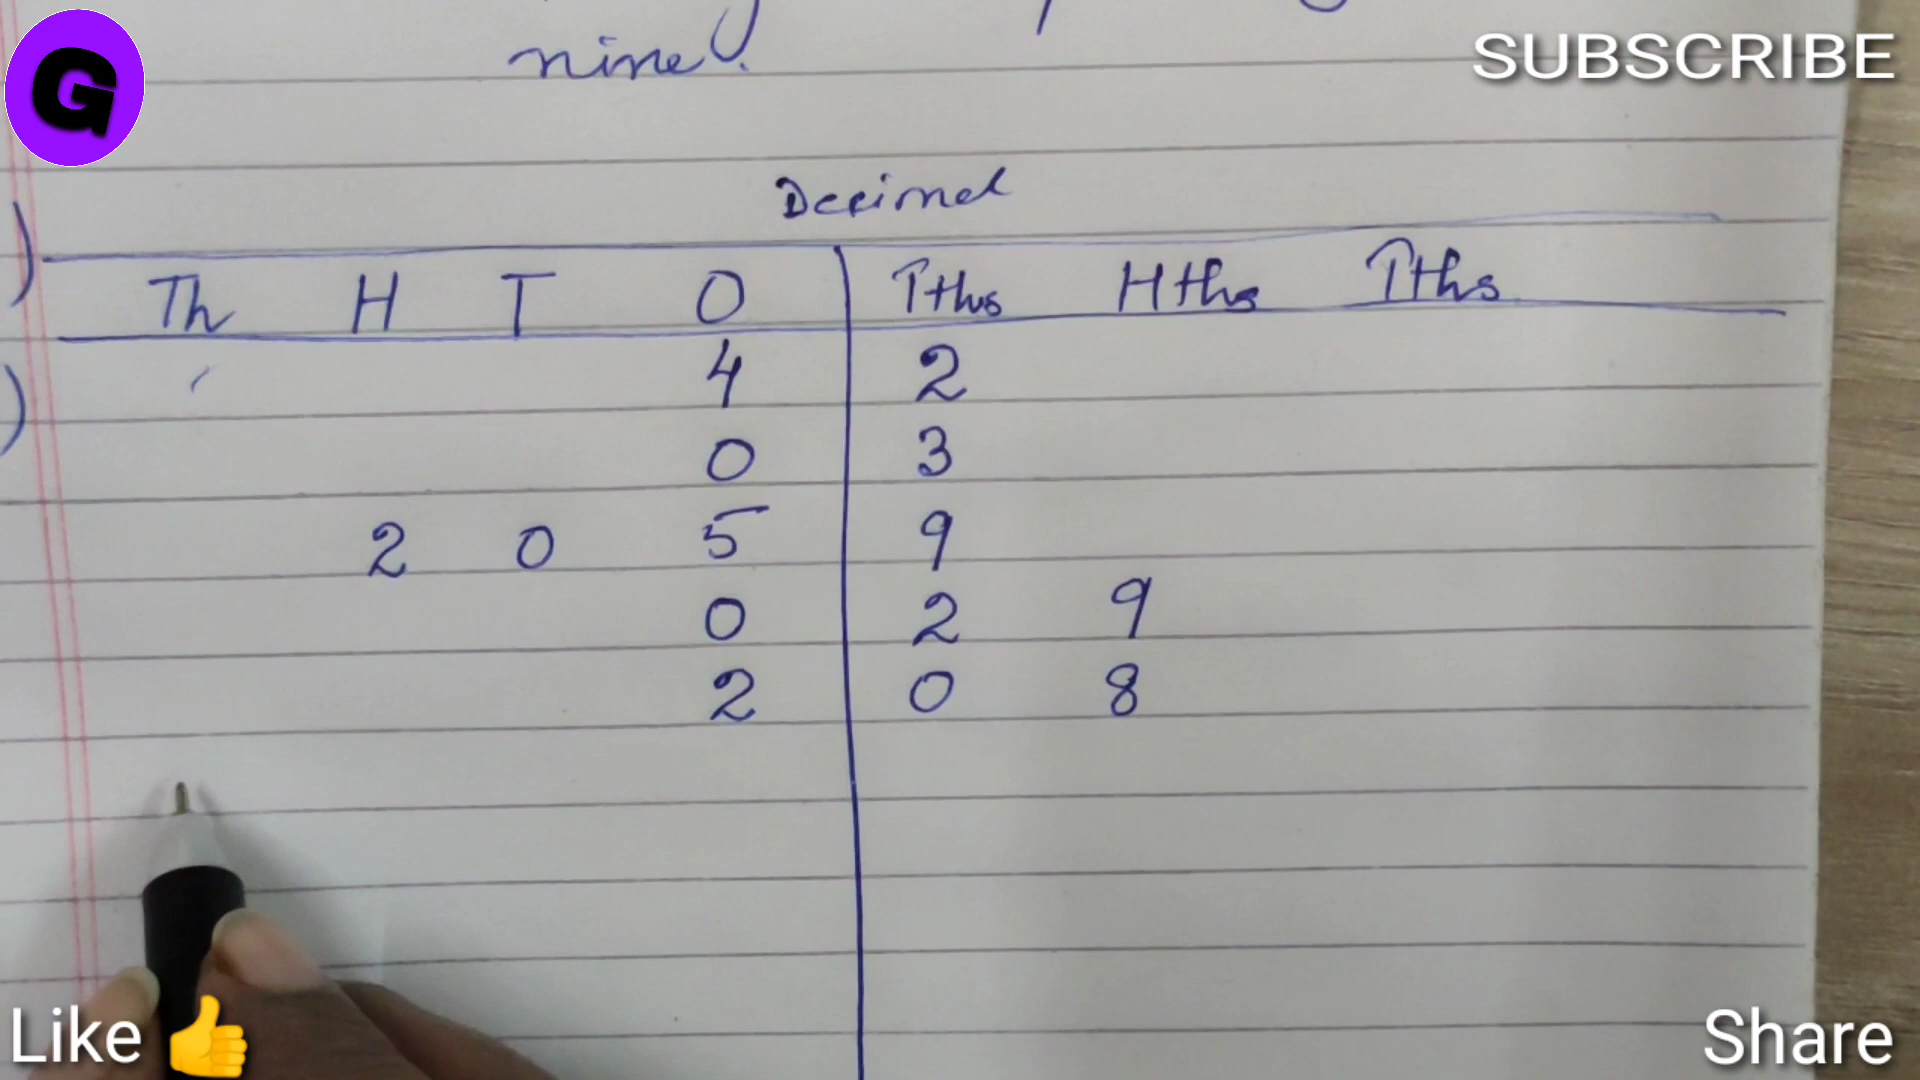 G
SUBSCRIBE
nine.
Decimal
)
Th H T O Tths Hths Tths
4 2
)
0 3
2 0 5 9
0 2 9
2 0 8
Like 👍
Share